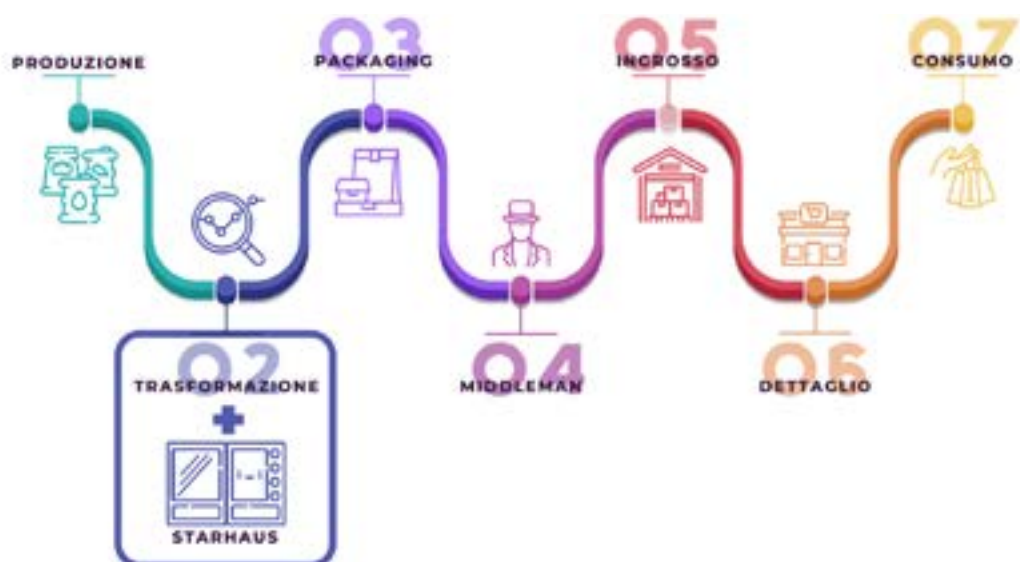 PRODUZIONE
02
TRASFORMAZIONE
STARHAUS
03
PACKAGING
04
MIDDLEMAN
05
INGROSSO
06
DETTAGLIO
07
CONSUMO